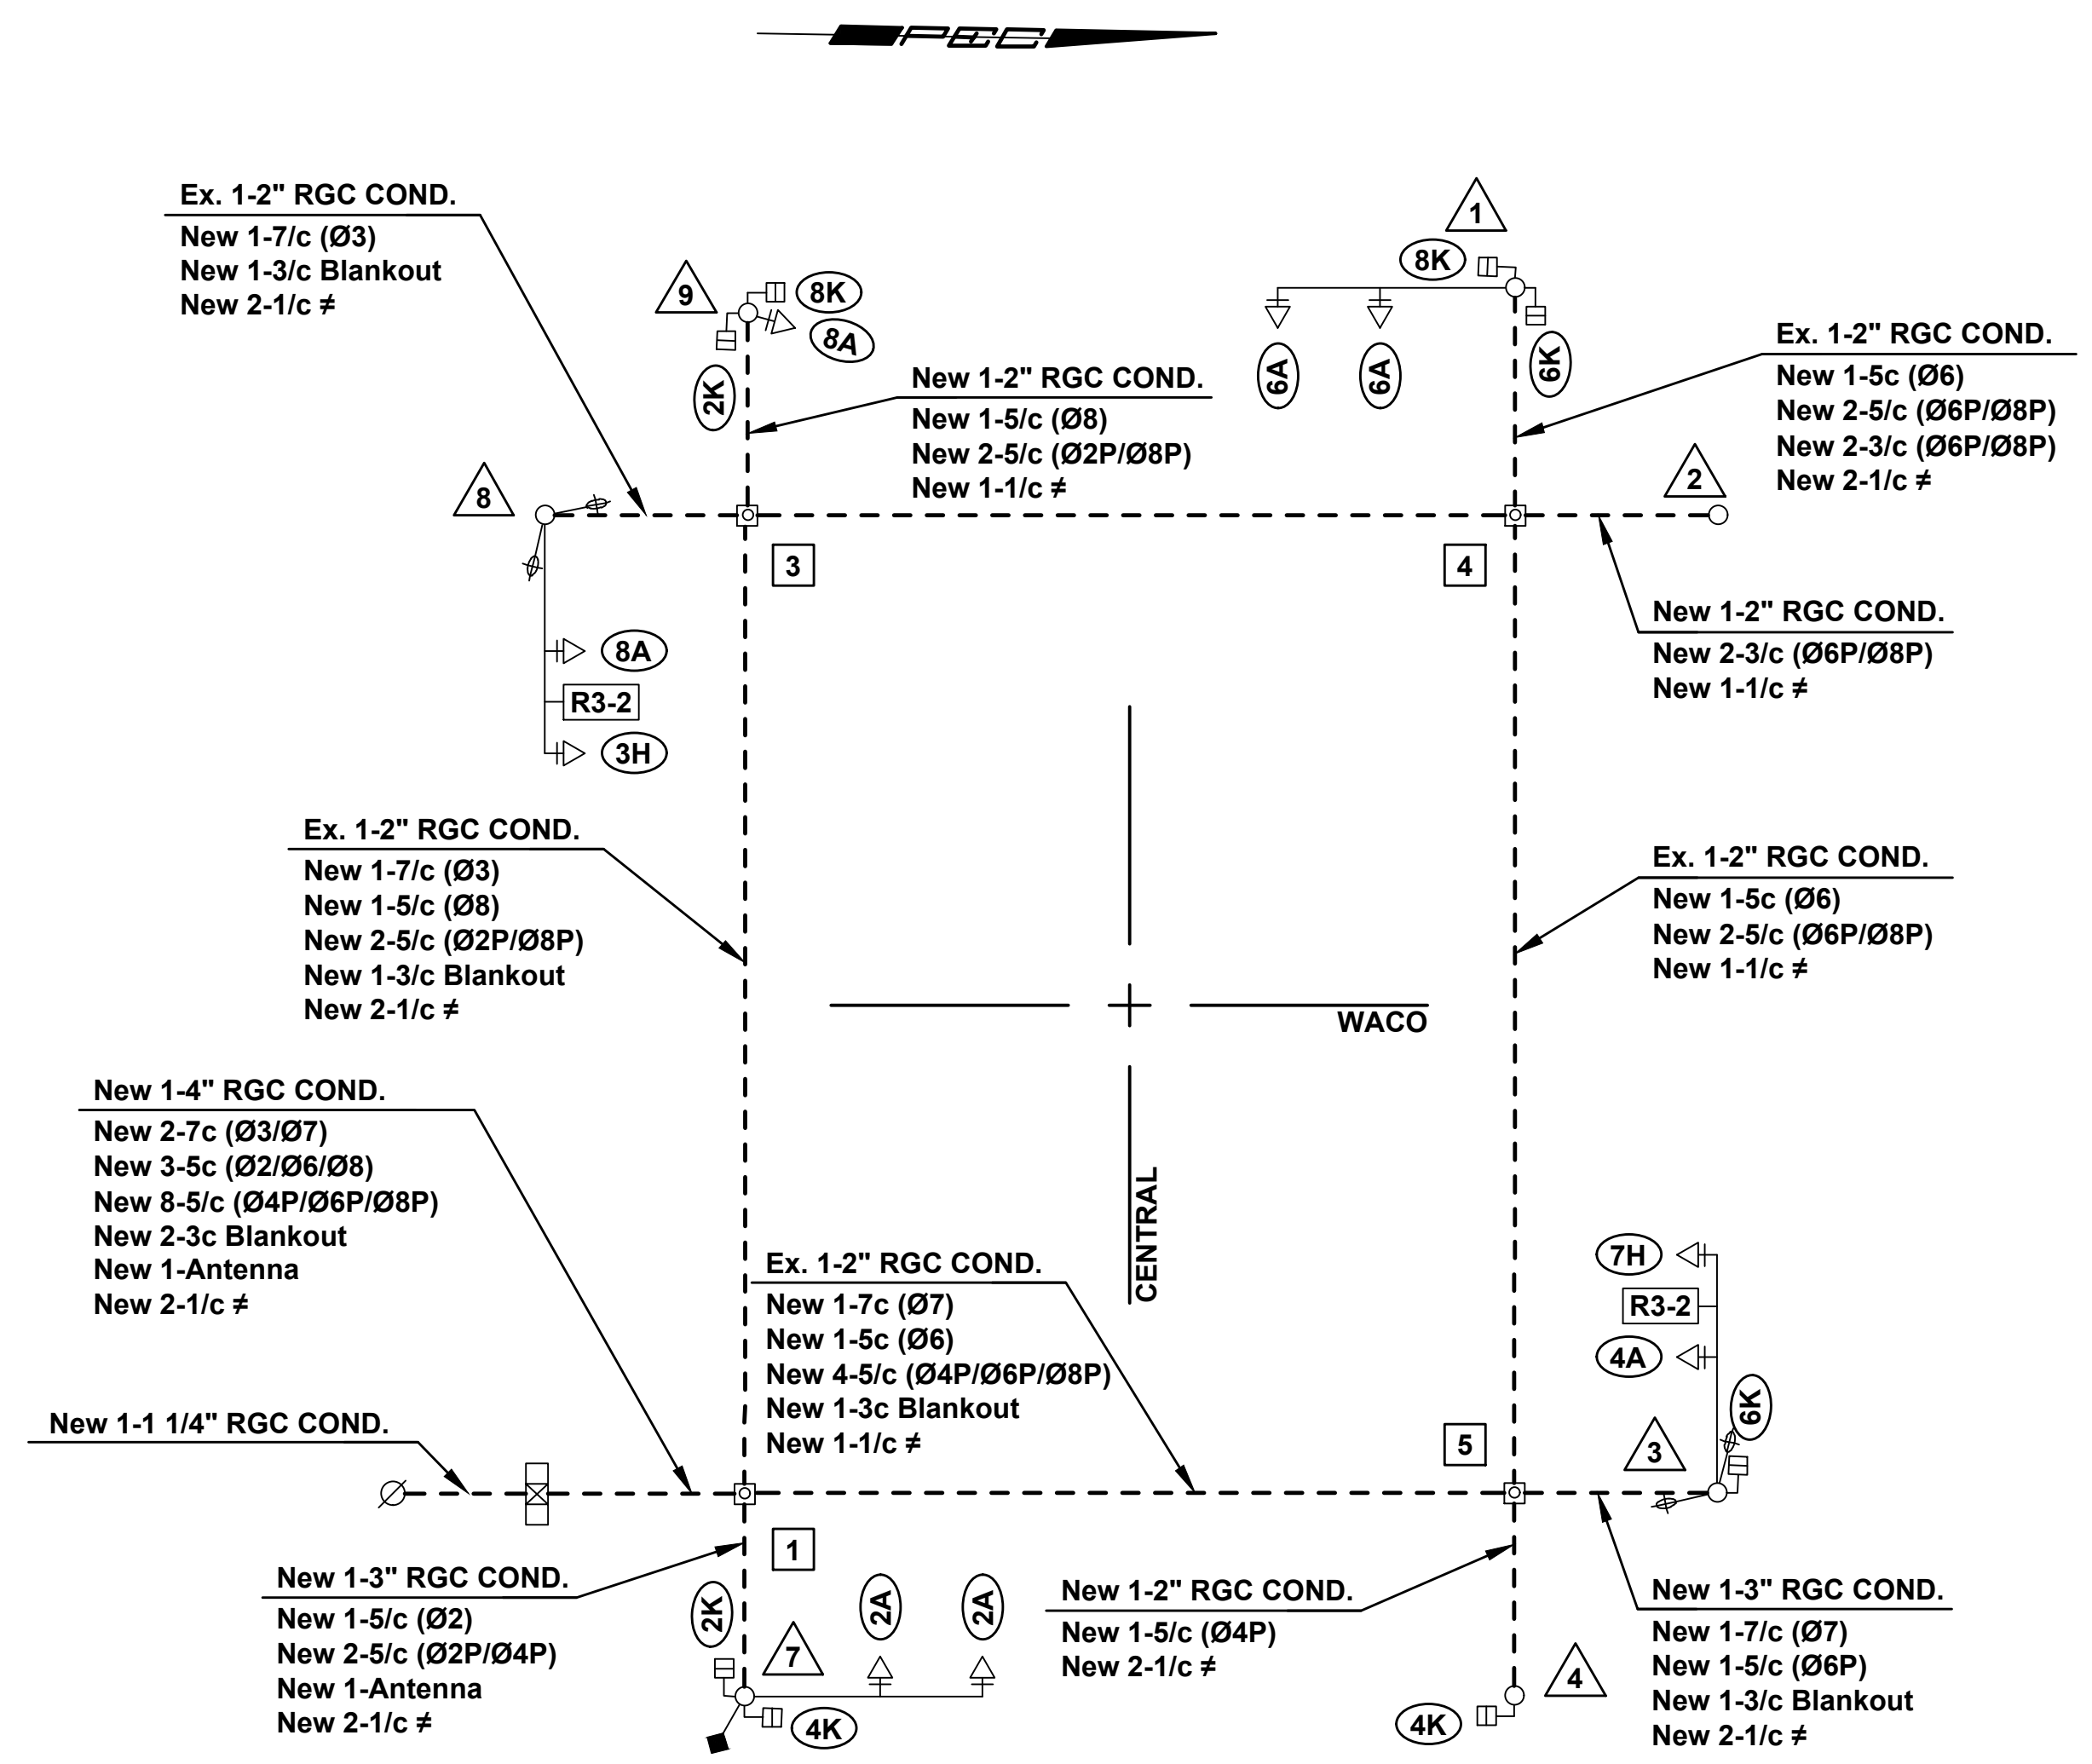 PEC
Ex. 1-2" RGC COND.
New 1-7/c (Ø3)
New 1-3/c Blankout
New 2-1/c ≠
9
8K
8A
2K
1
8K
6A
6A
6K
Ex. 1-2" RGC COND.
New 1-5c (Ø6)
New 2-5/c (Ø6P/Ø8P)
New 2-3/c (Ø6P/Ø8P)
New 2-1/c ≠
New 1-2" RGC COND.
New 1-5/c (Ø8)
New 2-5/c (Ø2P/Ø8P)
New 1-1/c ≠
8
2
3
4
8A
R3-2
3H
New 1-2" RGC COND.
New 2-3/c (Ø6P/Ø8P)
New 1-1/c ≠
Ex. 1-2" RGC COND.
New 1-7/c (Ø3)
New 1-5/c (Ø8)
New 2-5/c (Ø2P/Ø8P)
New 1-3/c Blankout
New 2-1/c ≠
Ex. 1-2" RGC COND.
New 1-5c (Ø6)
New 2-5/c (Ø6P/Ø8P)
New 1-1/c ≠
WACO
CENTRAL
New 1-4" RGC COND.
New 2-7c (Ø3/Ø7)
New 3-5c (Ø2/Ø6/Ø8)
New 8-5/c (Ø4P/Ø6P/Ø8P)
New 2-3c Blankout
New 1-Antenna
New 2-1/c ≠
Ex. 1-2" RGC COND.
New 1-7c (Ø7)
New 1-5c (Ø6)
New 4-5/c (Ø4P/Ø6P/Ø8P)
New 1-3c Blankout
New 1-1/c ≠
7H
R3-2
4A
6K
3
5
New 1-1 1/4" RGC COND.
1
New 1-3" RGC COND.
New 1-5/c (Ø2)
New 2-5/c (Ø2P/Ø4P)
New 1-Antenna
New 2-1/c ≠
2K
7
2A
2A
4K
New 1-2" RGC COND.
New 1-5/c (Ø4P)
New 2-1/c ≠
4K
4
New 1-3" RGC COND.
New 1-7/c (Ø7)
New 1-5/c (Ø6P)
New 1-3/c Blankout
New 2-1/c ≠